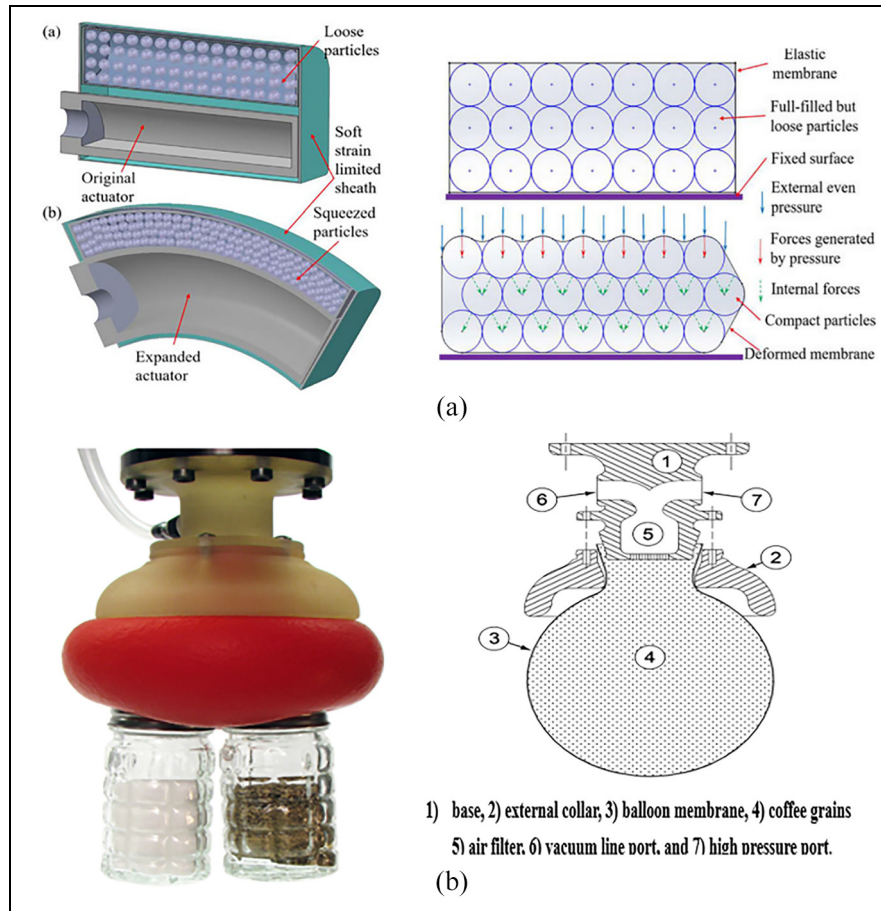 (a)
Loose
particles
Original
actuator
Soft
strain
limited
sheath
(b)
Squeezed
particles
Expanded
actuator
Elastic
membrane
Full-filled but
loose particles
Fixed surface
External even
pressure
Forces generated
by pressure
Internal forces
Compact particles
Deformed membrane
(a)
1
6
7
5
2
3
4
1) base, 2) external collar, 3) balloon membrane, 4) coffee grains
5) air filter, 6) vacuum line port, and 7) high pressure port.
(b)